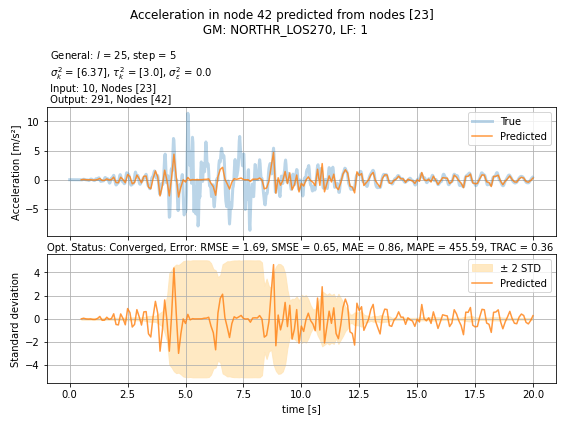 Acceleration in node 42 predicted from nodes [23]
GM: NORTHR_LOS270, LF: 1
General: l = 25, step = 5
σ²ₖ = [6.37], τ²ₖ = [3.0], σ²ε = 0.0
Input: 10, Nodes [23]
Output: 291, Nodes [42]
Acceleration [m/s²]
10
5
0
−5
True
Predicted
Opt. Status: Converged, Error: RMSE = 1.69, SMSE = 0.65, MAE = 0.86, MAPE = 455.59, TRAC = 0.36
Standard deviation
4
2
0
−2
−4
± 2 STD
Predicted
0.0 2.5 5.0 7.5 10.0 12.5 15.0 17.5 20.0
time [s]